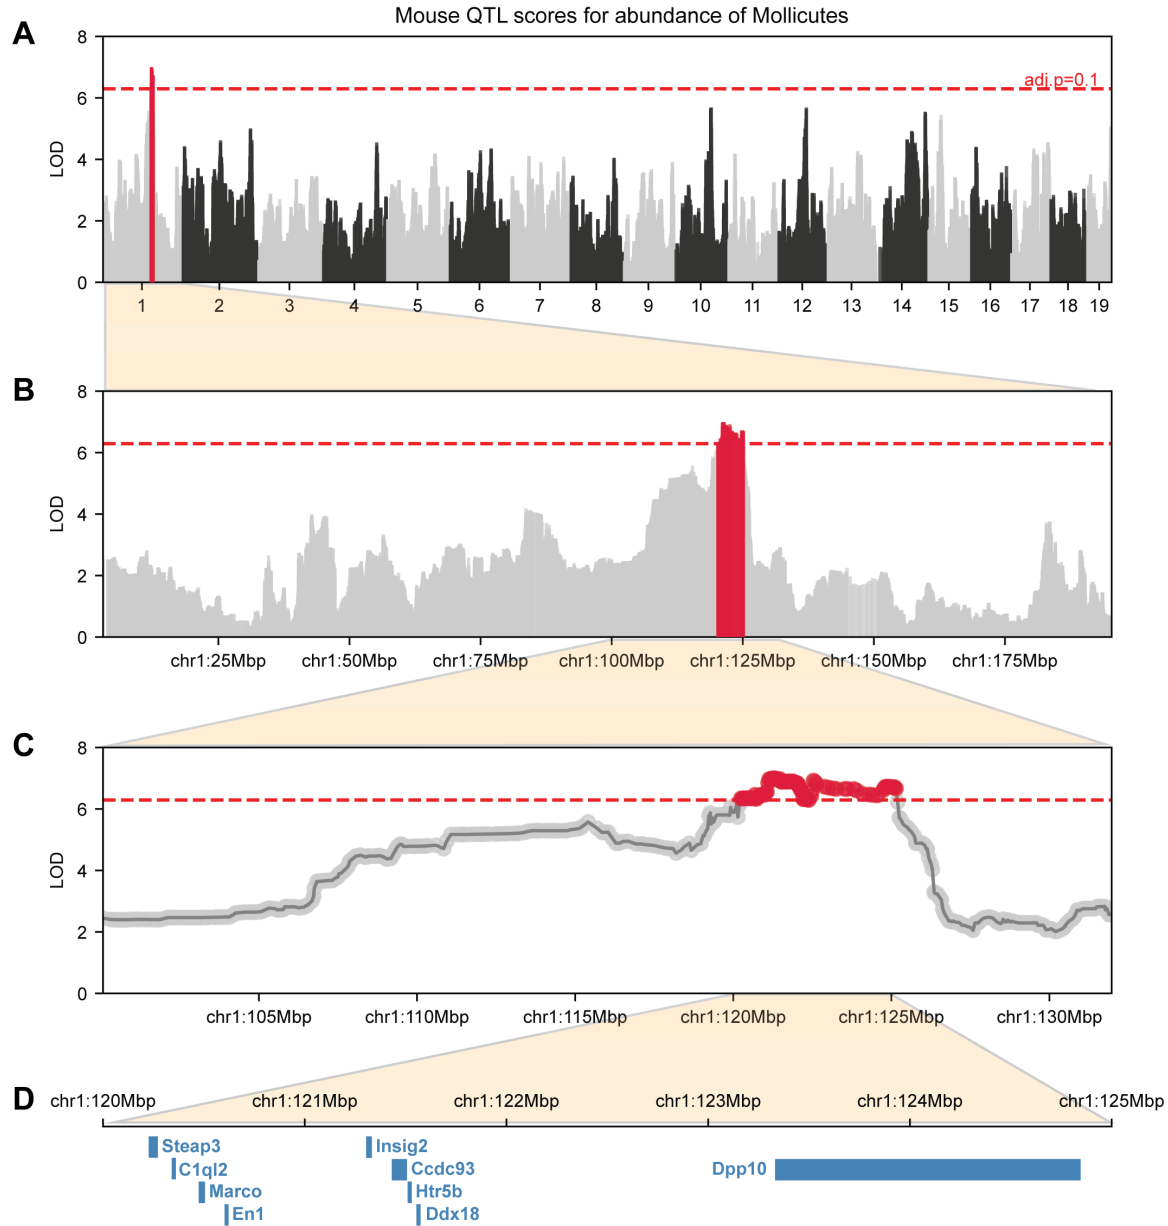 Mouse QTL scores for abundance of Mollicutes
A
8
6
4
2
0
LOD
adj.p=0.1
1 2 3 4 5 6 7 8 9 10 11 12 13 14 15 16 17 18 19
B
8
6
4
2
0
LOD
chr1:25Mbp chr1:50Mbp chr1:75Mbp chr1:100Mbp chr1:125Mbp chr1:150Mbp chr1:175Mbp
C
8
6
4
2
0
LOD
chr1:105Mbp chr1:110Mbp chr1:115Mbp chr1:120Mbp chr1:125Mbp chr1:130Mbp
D
chr1:120Mbp chr1:121Mbp chr1:122Mbp chr1:123Mbp chr1:124Mbp chr1:125Mbp
Steap3 Insig2
C1ql2 Ccdc93 Dpp10
Marco Htr5b
En1 Ddx18